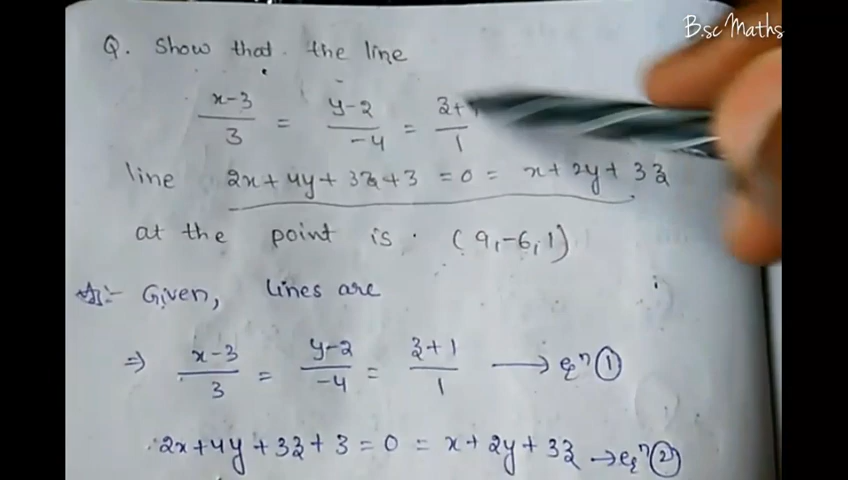 B.sc Maths
Q. Show that the line
x-3/3 = y-2/-4 = z+1/1
line 2x+4y+3z+3 =0= x+2y+3z
at the point is. (9,-6,1)
Given, lines are
⇒ x-3/3 = y-2/-4 = z+1/1 → eqⁿ ①
2x+4y+3z+3=0= x+2y+3z → eqⁿ ②